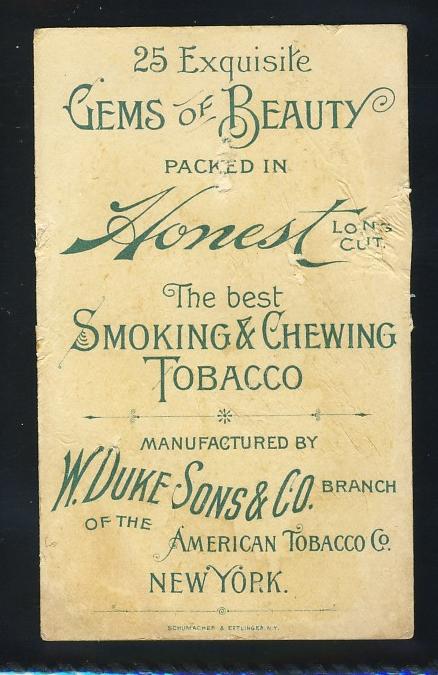 25 Exquisite
GEMS OF BEAUTY
PACKED IN
Honest LONG CUT.
The best
SMOKING & CHEWING
TOBACCO
MANUFACTURED BY
W. DUKE SONS & CO. BRANCH
OF THE AMERICAN TOBACCO CO.
NEW YORK.
SCHUMACHER & ETTLINGER N.Y.